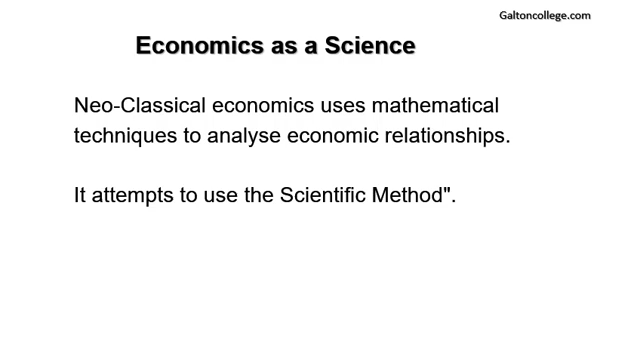 Galtoncollege.com
Economics as a Science
Neo-Classical economics uses mathematical
techniques to analyse economic relationships.
It attempts to use the Scientific Method".